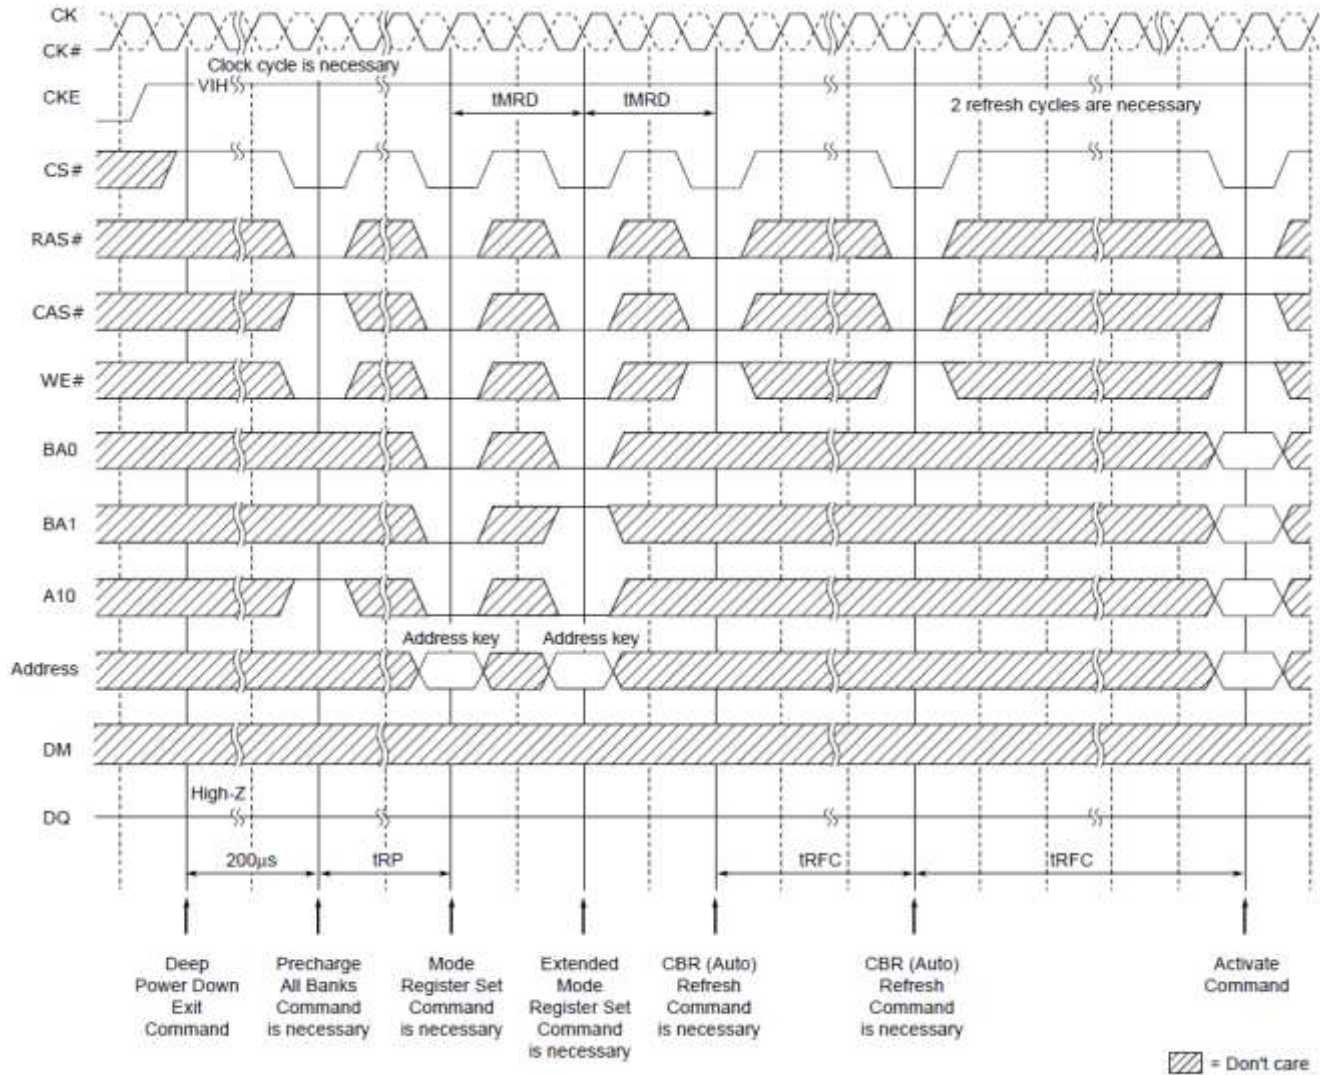 CK
CK#
Clock cycle is necessary
VIH
CKE
tMRD
tMRD
2 refresh cycles are necessary
CS#
RAS#
CAS#
WE#
BA0
BA1
A10
Address key
Address key
Address
DM
High-Z
DQ
200μs
tRP
tRFC
tRFC
Deep
Power Down
Exit
Command
Precharge
All Banks
Command
is necessary
Mode
Register Set
Command
is necessary
Extended
Mode
Register Set
Command
is necessary
CBR (Auto)
Refresh
Command
is necessary
CBR (Auto)
Refresh
Command
is necessary
Activate
Command
= Don't care